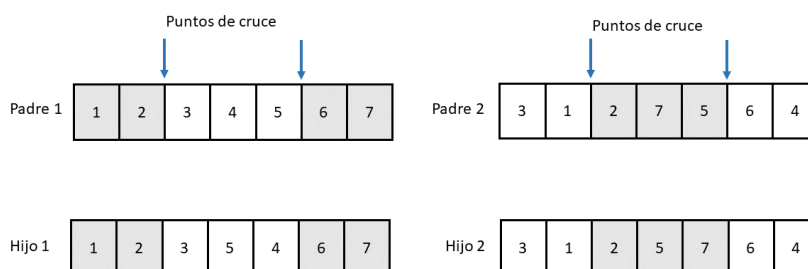 Puntos de cruce
Puntos de cruce
Padre 1 1 2 3 4 5 6 7
Padre 2 3 1 2 7 5 6 4
Hijo 1 1 2 3 5 4 6 7
Hijo 2 3 1 2 5 7 6 4